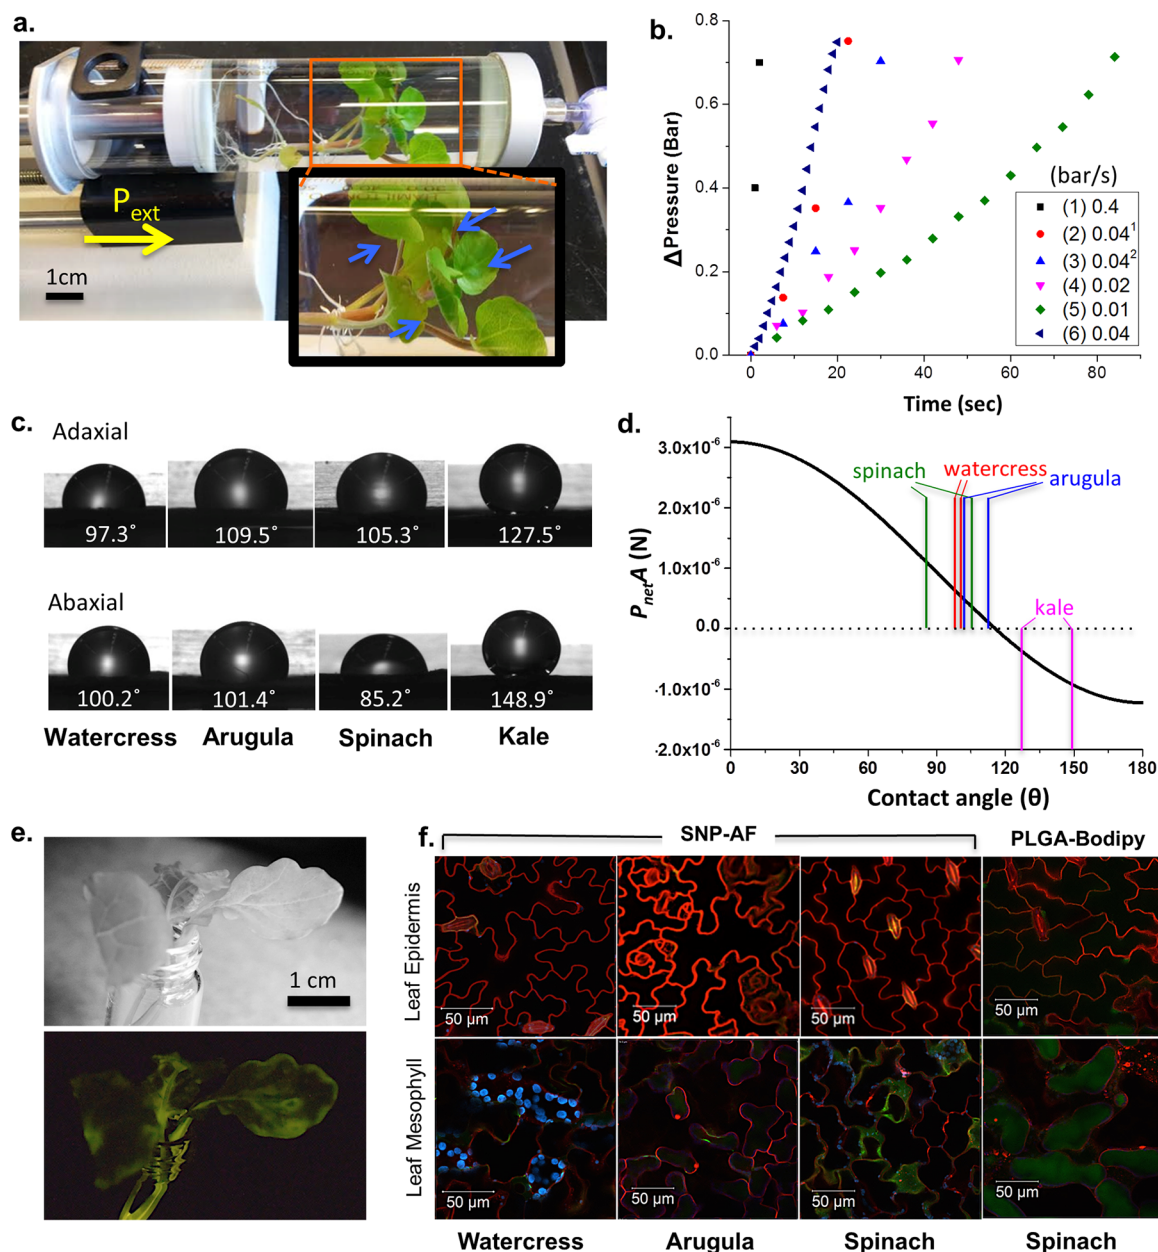 a.
P_ext
1cm
b.
0.8
0.6
0.4
0.2
0.0
ΔPressure (Bar)
(bar/s)
(1) 0.4
(2) 0.04¹
(3) 0.04²
(4) 0.02
(5) 0.01
(6) 0.04
0 20 40 60 80
Time (sec)
c.
Adaxial
97.3° 109.5° 105.3° 127.5°
Abaxial
100.2° 101.4° 85.2° 148.9°
Watercress Arugula Spinach Kale
d.
3.0x10⁻⁶
2.0x10⁻⁶
1.0x10⁻⁶
0.0
-1.0x10⁻⁶
-2.0x10⁻⁶
P_net A (N)
spinach watercress
arugula
kale
0 30 60 90 120 150 180
Contact angle (θ)
e.
1 cm
f.
SNP-AF PLGA-Bodipy
Leaf Epidermis
50 µm 50 µm 50 µm 50 µm
Leaf Mesophyll
50 µm 50 µm 50 µm 50 µm
Watercress Arugula Spinach Spinach